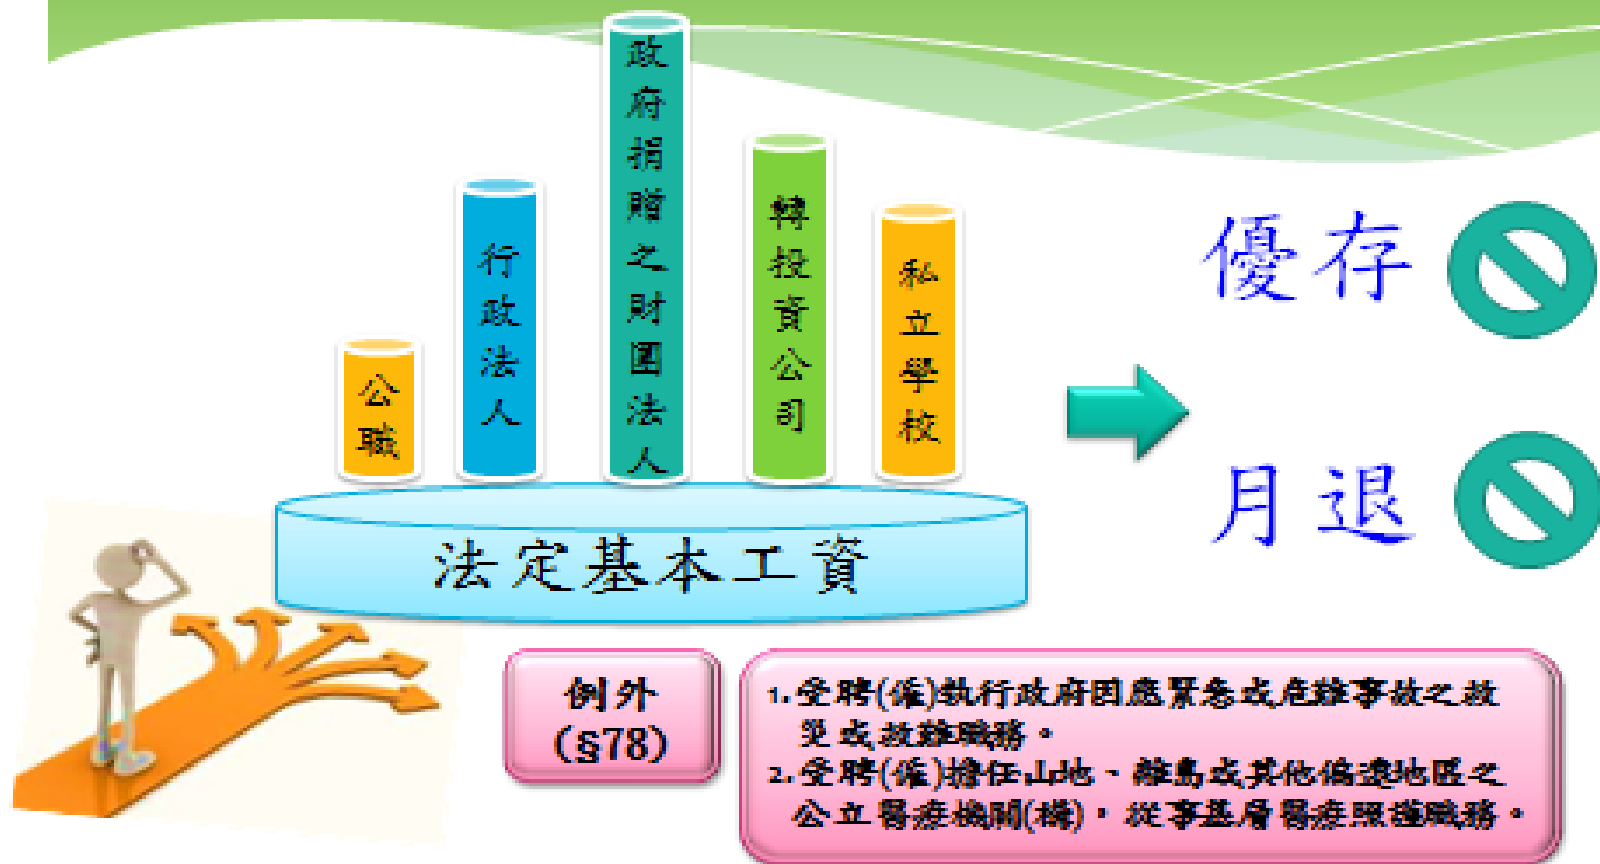 公職
行政法人
政府捐贈之財團法人
轉投資公司
私立學校
優存
月退
法定基本工資
例外
(§78)
1.受聘(僱)執行政府因應緊急或危難事故之救
災或救難職務。
2.受聘(僱)擔任山地、離島或其他偏遠地區之
公立醫療機關(構),從事基層醫療照護職務。